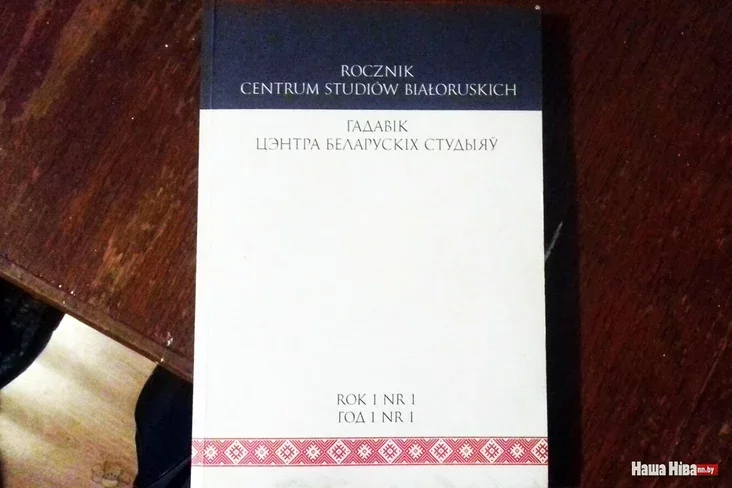 ROCZNIK
CENTRUM STUDIÓW BIAŁORUSKICH
ГАДАВІК
ЦЭНТРА БЕЛАРУСКІХ СТУДЫЯЎ
ROK 1 NR 1
ГОД 1 NR 1
Наша Ніва nn.by